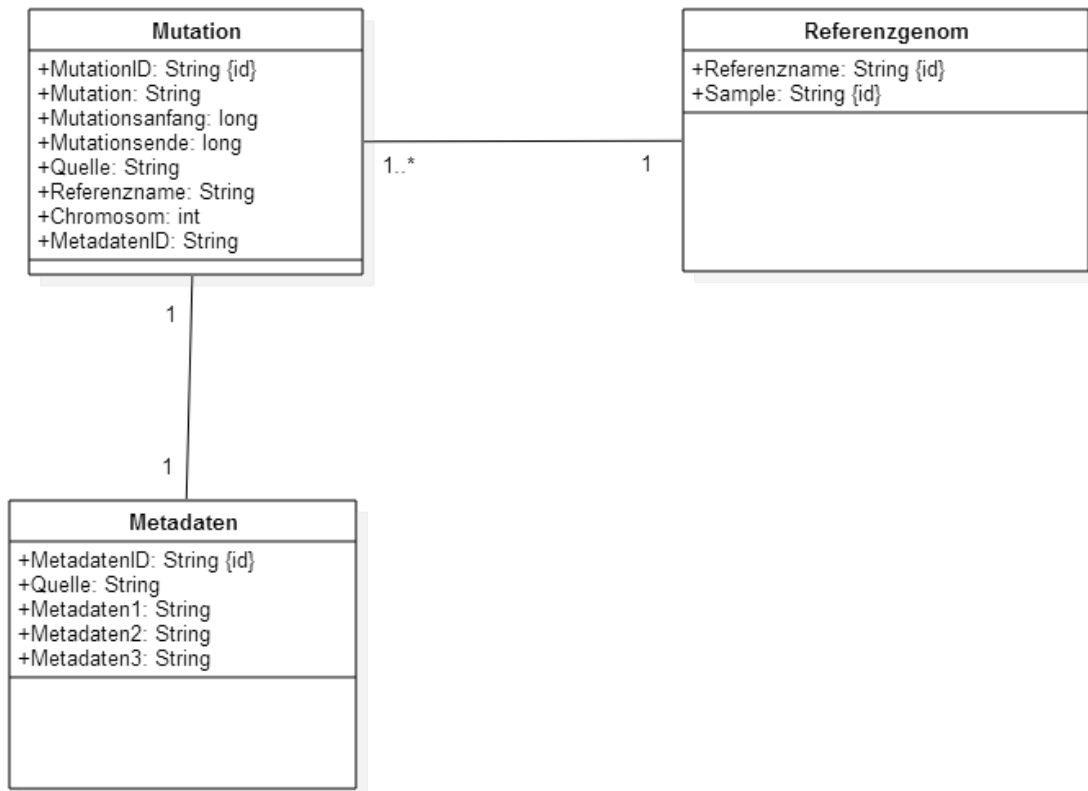 Mutation
+MutationID: String {id}
+Mutation: String
+Mutationsanfang: long
+Mutationsende: long
+Quelle: String
+Referenzname: String
+Chromosom: int
+MetadatenID: String
Referenzgenom
+Referenzname: String {id}
+Sample: String {id}
1..*
1
1
1
Metadaten
+MetadatenID: String {id}
+Quelle: String
+Metadaten1: String
+Metadaten2: String
+Metadaten3: String